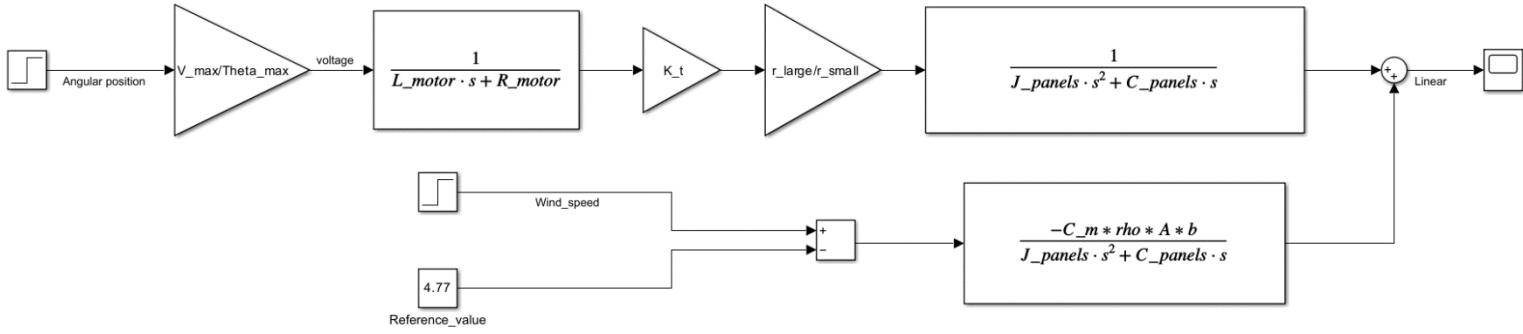 Angular position
V_max/Theta_max
voltage
1
L_motor · s + R_motor
K_t
r_large/r_small
1
J_panels · s² + C_panels · s
+
+
Linear
Wind_speed
4.77
Reference_value
+
−
−C_m * rho * A * b
J_panels · s² + C_panels · s